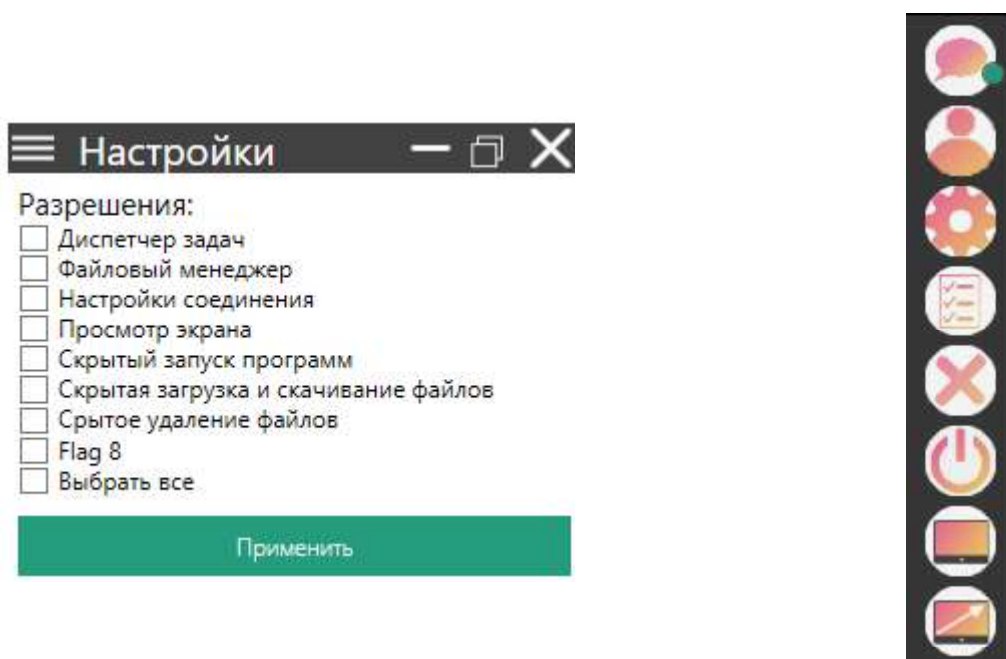 Настройки
Разрешения:
Диспетчер задач
Файловый менеджер
Настройки соединения
Просмотр экрана
Скрытый запуск программ
Скрытая загрузка и скачивание файлов
Срытое удаление файлов
Flag 8
Выбрать все
Применить